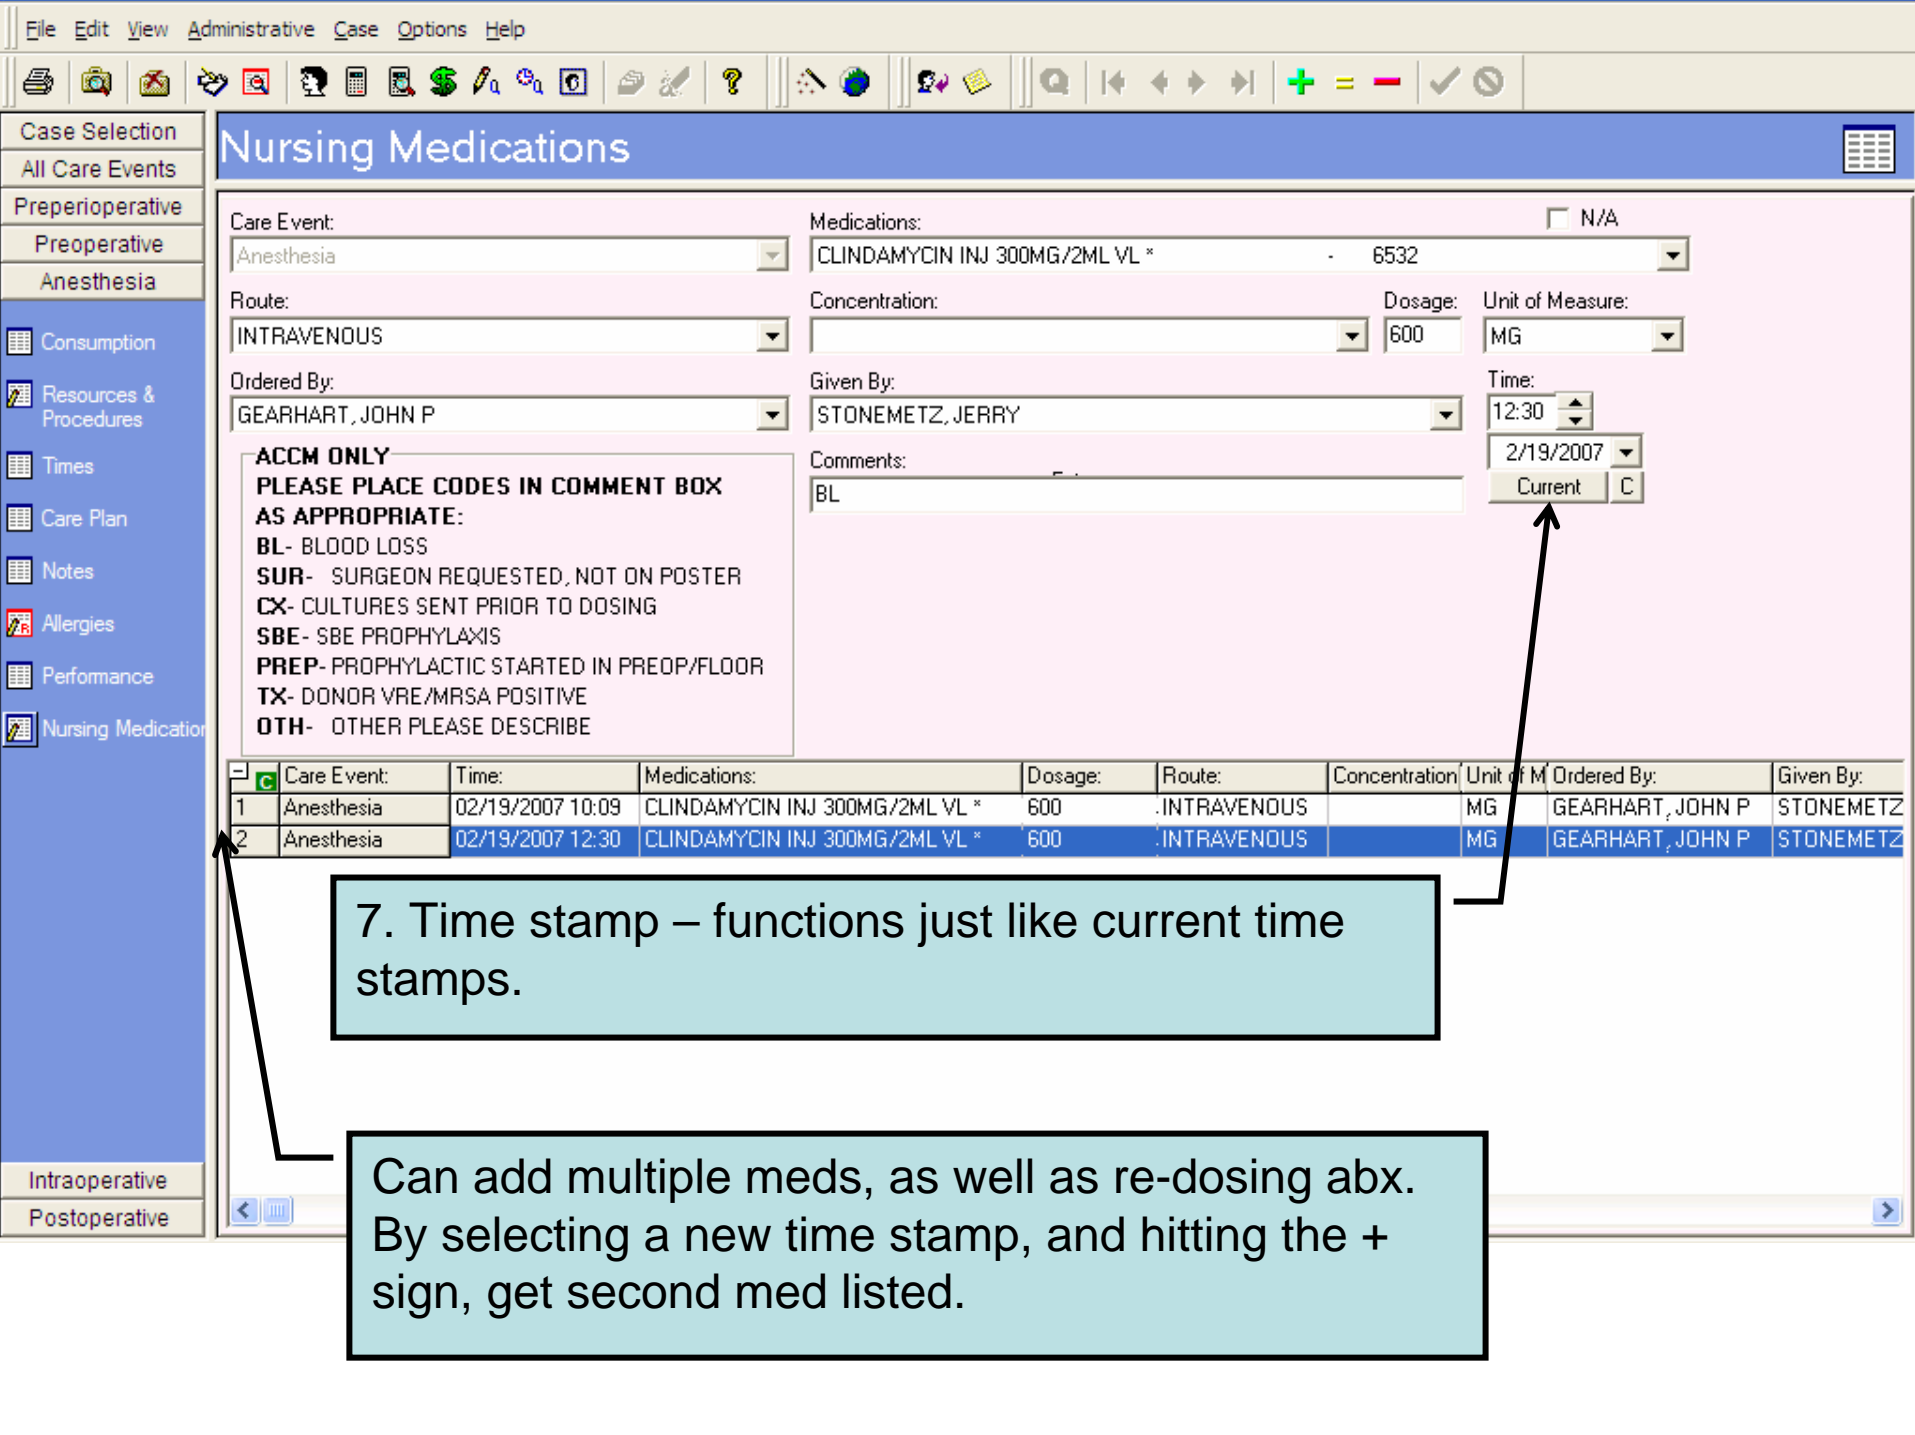 File Edit View Administrative Case Options Help
Case Selection
All Care Events
Preperioperative
Preoperative
Anesthesia
Consumption
Resources &
Procedures
Times
Care Plan
Notes
Allergies
Performance
Nursing Medication
Intraoperative
Postoperative
Nursing Medications
Care Event:
Anesthesia
Medications:
N/A
CLINDAMYCIN INJ 300MG/2ML VL * - 6532
Route:
INTRAVENOUS
Concentration:
Dosage:
600
Unit of Measure:
MG
Ordered By:
GEARHART, JOHN P
Given By:
STONEMETZ, JERRY
Time:
12:30
2/19/2007
Current C
Comments:
BL
ACCM ONLY
PLEASE PLACE CODES IN COMMENT BOX
AS APPROPRIATE:
BL- BLOOD LOSS
SUR- SURGEON REQUESTED, NOT ON POSTER
CX- CULTURES SENT PRIOR TO DOSING
SBE- SBE PROPHYLAXIS
PREP- PROPHYLACTIC STARTED IN PREOP/FLOOR
TX- DONOR VRE/MRSA POSITIVE
OTH- OTHER PLEASE DESCRIBE
C Care Event: Time: Medications: Dosage: Route: Concentration Unit of M Ordered By: Given By:
1 Anesthesia 02/19/2007 10:09 CLINDAMYCIN INJ 300MG/2ML VL * 600 INTRAVENOUS MG GEARHART, JOHN P STONEMETZ
2 Anesthesia 02/19/2007 12:30 CLINDAMYCIN INJ 300MG/2ML VL * 600 INTRAVENOUS MG GEARHART, JOHN P STONEMETZ
7. Time stamp – functions just like current time
stamps.
Can add multiple meds, as well as re-dosing abx.
By selecting a new time stamp, and hitting the +
sign, get second med listed.